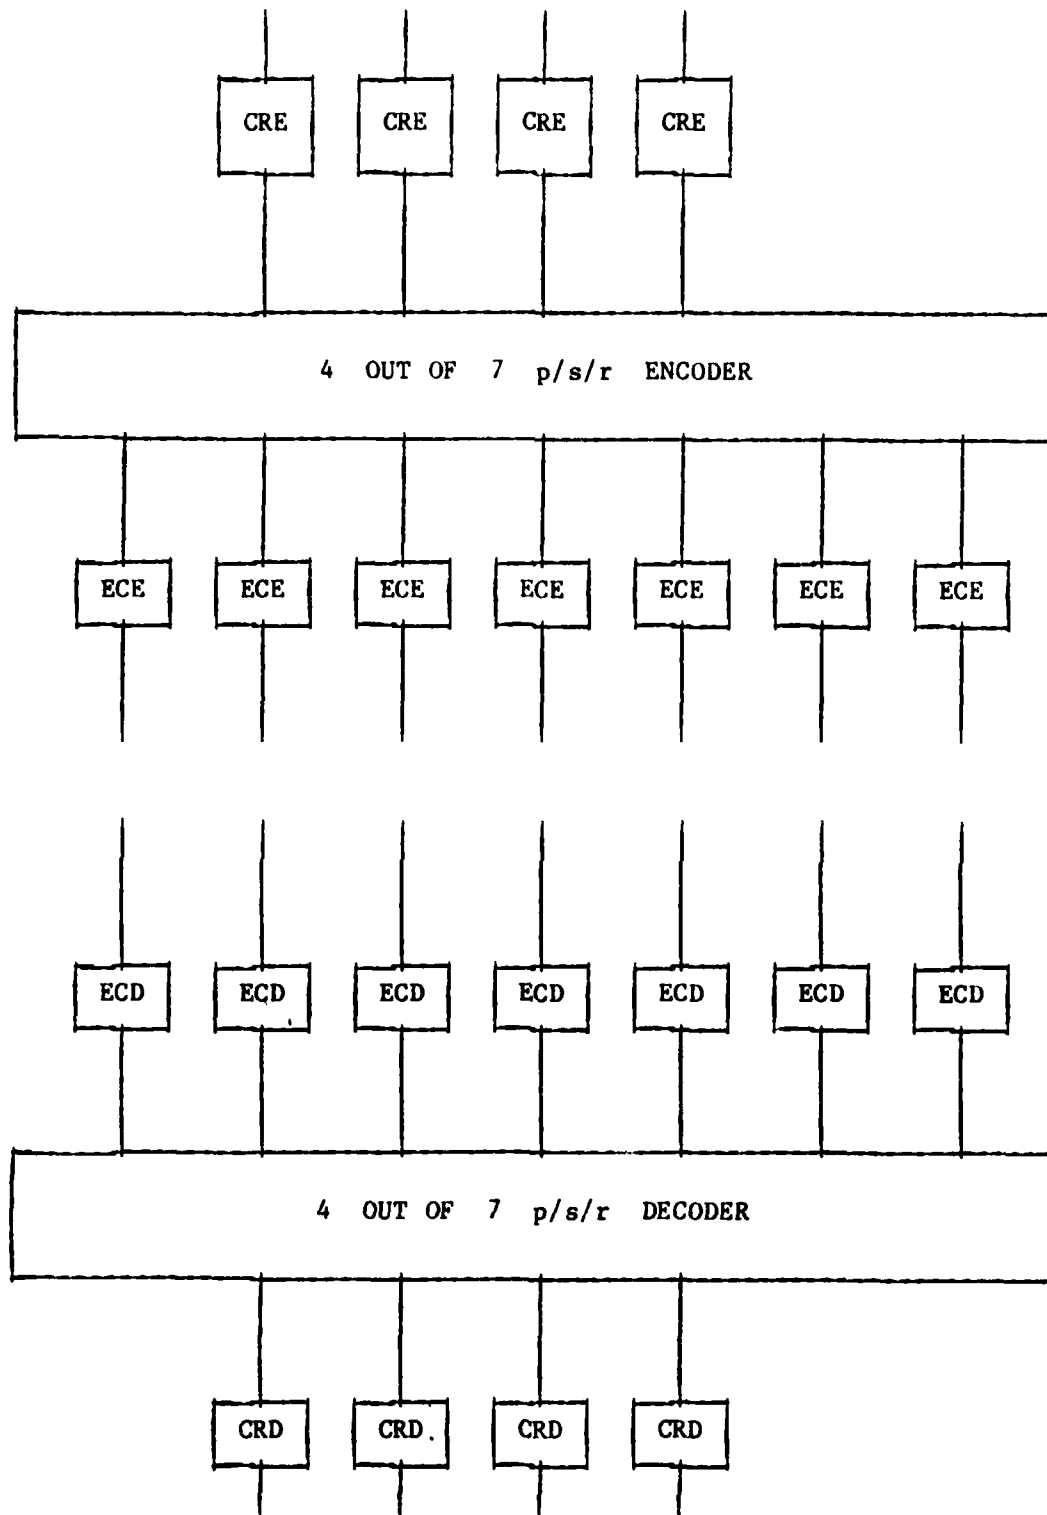 CRE CRE CRE CRE
4 OUT OF 7 p/s/r ENCODER
ECE ECE ECE ECE ECE ECE ECE
ECD ECD ECD ECD ECD ECD ECD
4 OUT OF 7 p/s/r DECODER
CRD CRD CRD CRD